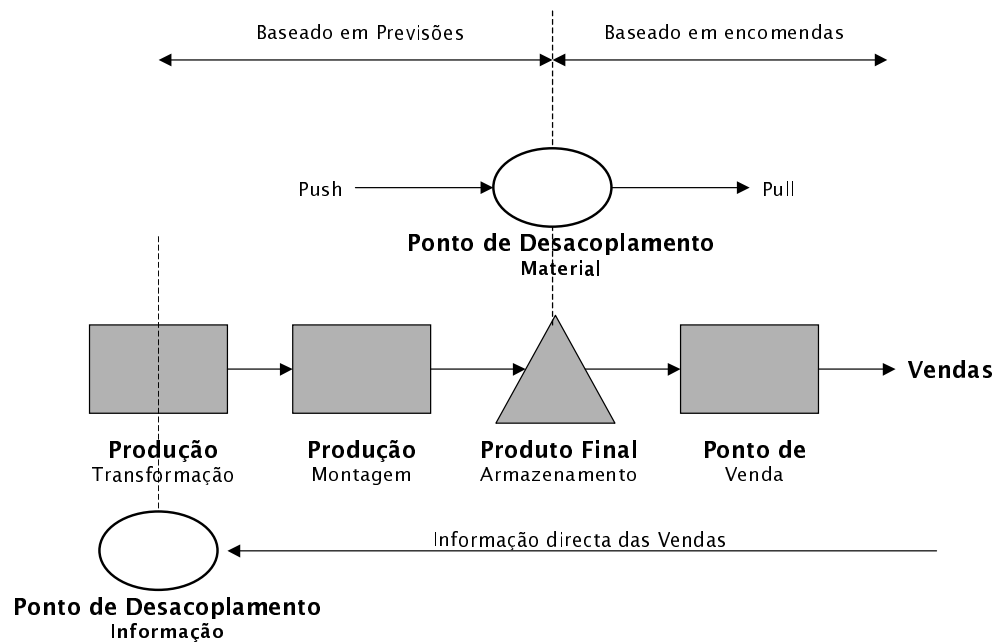 Baseado em Previsões
Baseado em encomendas
Push
Pull
Ponto de Desacoplamento
Material
Vendas
Produção
Transformação
Produção
Montagem
Produto Final
Armazenamento
Ponto de
Venda
Informação directa das Vendas
Ponto de Desacoplamento
Informação